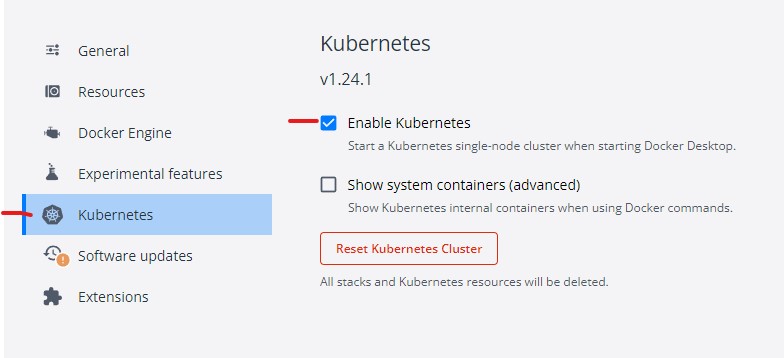 General
Resources
Docker Engine
Experimental features
Kubernetes
Software updates
Extensions
Kubernetes
v1.24.1
Enable Kubernetes
Start a Kubernetes single-node cluster when starting Docker Desktop.
Show system containers (advanced)
Show Kubernetes internal containers when using Docker commands.
Reset Kubernetes Cluster
All stacks and Kubernetes resources will be deleted.